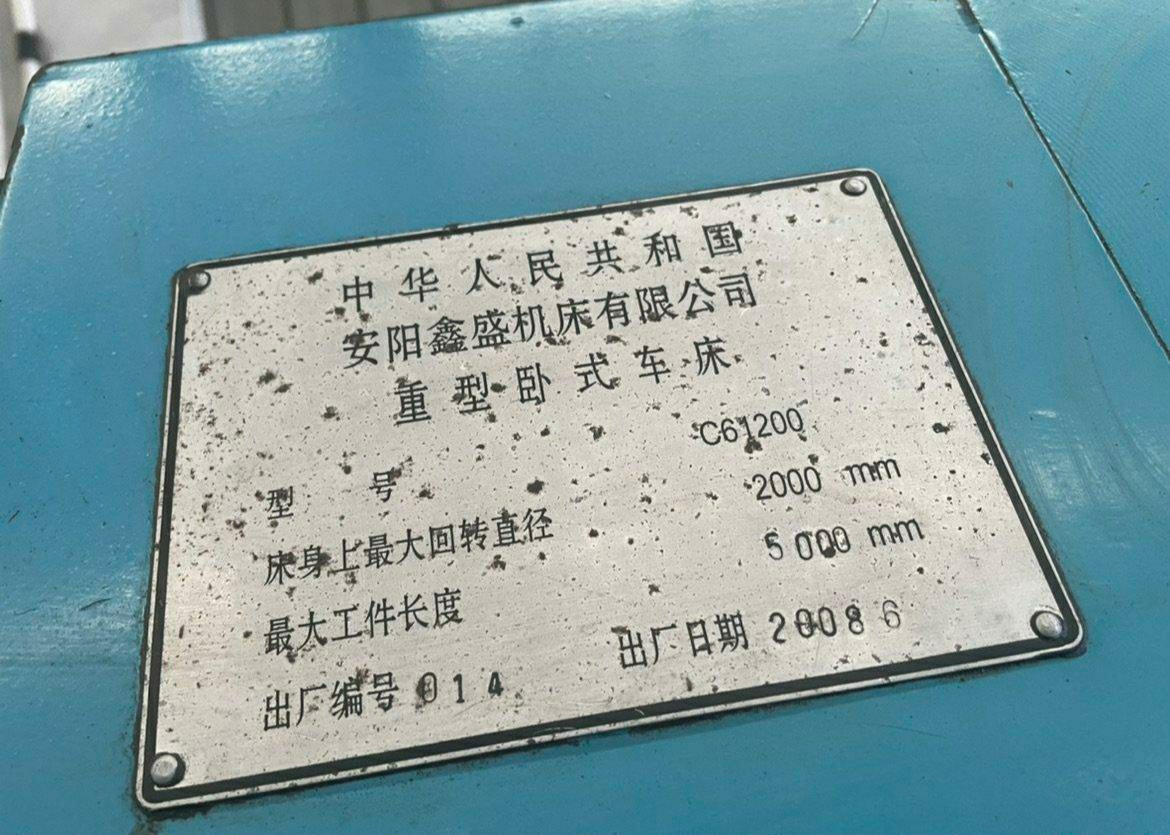 中华人民共和国
安阳鑫盛机床有限公司
重型卧式车床
型号 C61200
床身上最大回转直径 2000 mm
最大工件长度 5000 mm
出厂编号 014 出厂日期 20086